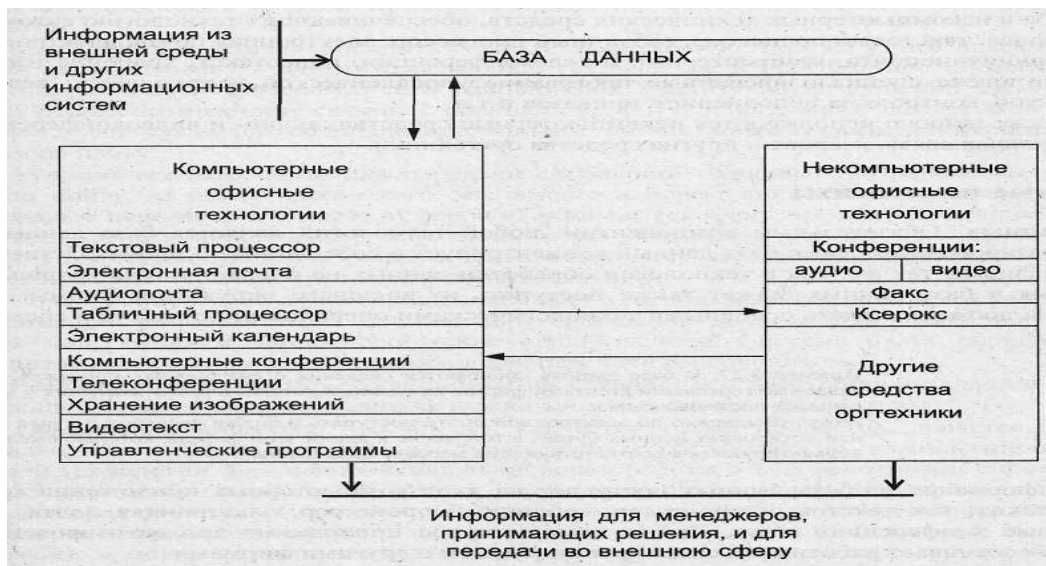 Информация из
внешней среды
и других
информационных
систем
БАЗА ДАННЫХ
Компьютерные
офисные
технологии
Текстовый процессор
Электронная почта
Аудиопочта
Табличный процессор
Электронный календарь
Компьютерные конференции
Телеконференции
Хранение изображений
Видеотекст
Управленческие программы
Некомпьютерные
офисные
технологии
Конференции:
аудио видео
Факс
Ксерокс
Другие
средства
оргтехники
Информация для менеджеров,
принимающих решения, и для
передачи во внешнюю сферу